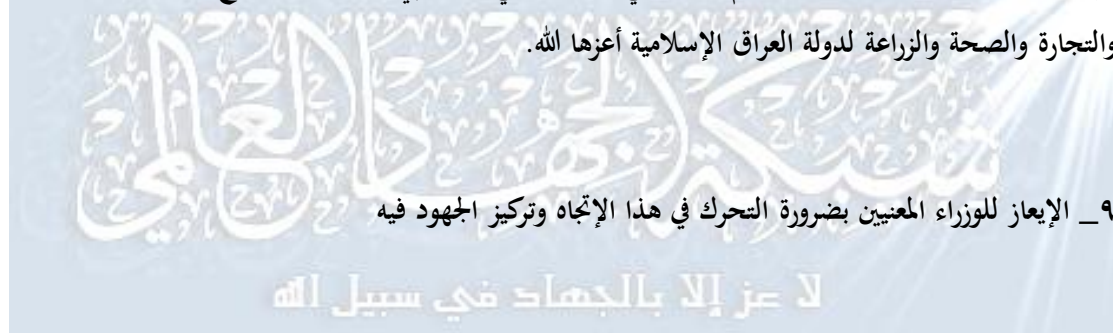 والتجارة والصحة والزراعة لدولة العراق الإسلامية أعزها الله.
شبكة الجهاد العالمي
٩_ الإيعاز للوزراء المعنيين بضرورة التحرك في هذا الإتجاه وتركيز الجهود فيه
لا عز إلا بالجهاد في سبيل الله